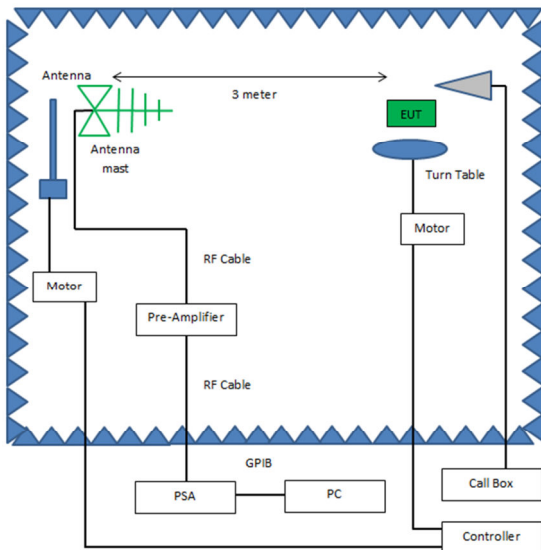 Antenna
3 meter
EUT
Antenna
mast
Turn Table
Motor
RF Cable
Motor
Pre-Amplifier
RF Cable
GPIB
PSA
PC
Call Box
Controller